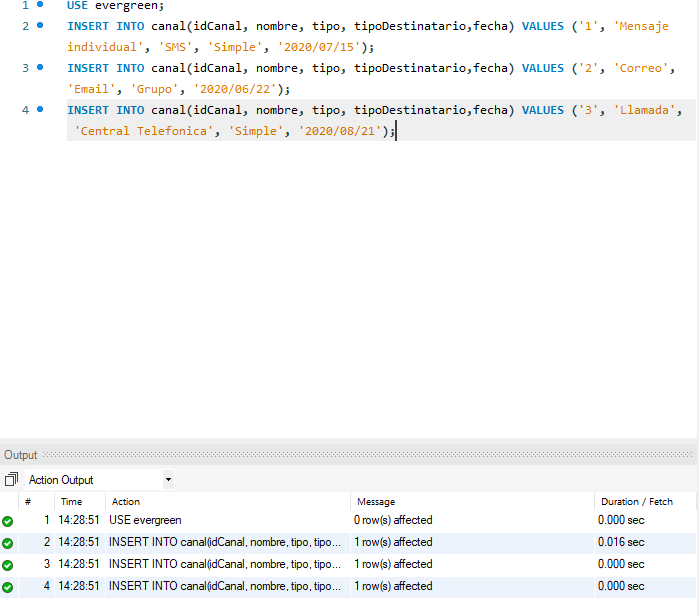 1 USE evergreen;
2 INSERT INTO canal(idCanal, nombre, tipo, tipoDestinatario,fecha) VALUES ('1', 'Mensaje
individual', 'SMS', 'Simple', '2020/07/15');
3 INSERT INTO canal(idCanal, nombre, tipo, tipoDestinatario,fecha) VALUES ('2', 'Correo',
'Email', 'Grupo', '2020/06/22');
4 INSERT INTO canal(idCanal, nombre, tipo, tipoDestinatario,fecha) VALUES ('3', 'Llamada',
'Central Telefonica', 'Simple', '2020/08/21');
Output
Action Output
# Time Action Message Duration / Fetch
1 14:28:51 USE evergreen 0 row(s) affected 0.000 sec
2 14:28:51 INSERT INTO canal(idCanal, nombre, tipo, tipo... 1 row(s) affected 0.016 sec
3 14:28:51 INSERT INTO canal(idCanal, nombre, tipo, tipo... 1 row(s) affected 0.000 sec
4 14:28:51 INSERT INTO canal(idCanal, nombre, tipo, tipo... 1 row(s) affected 0.000 sec